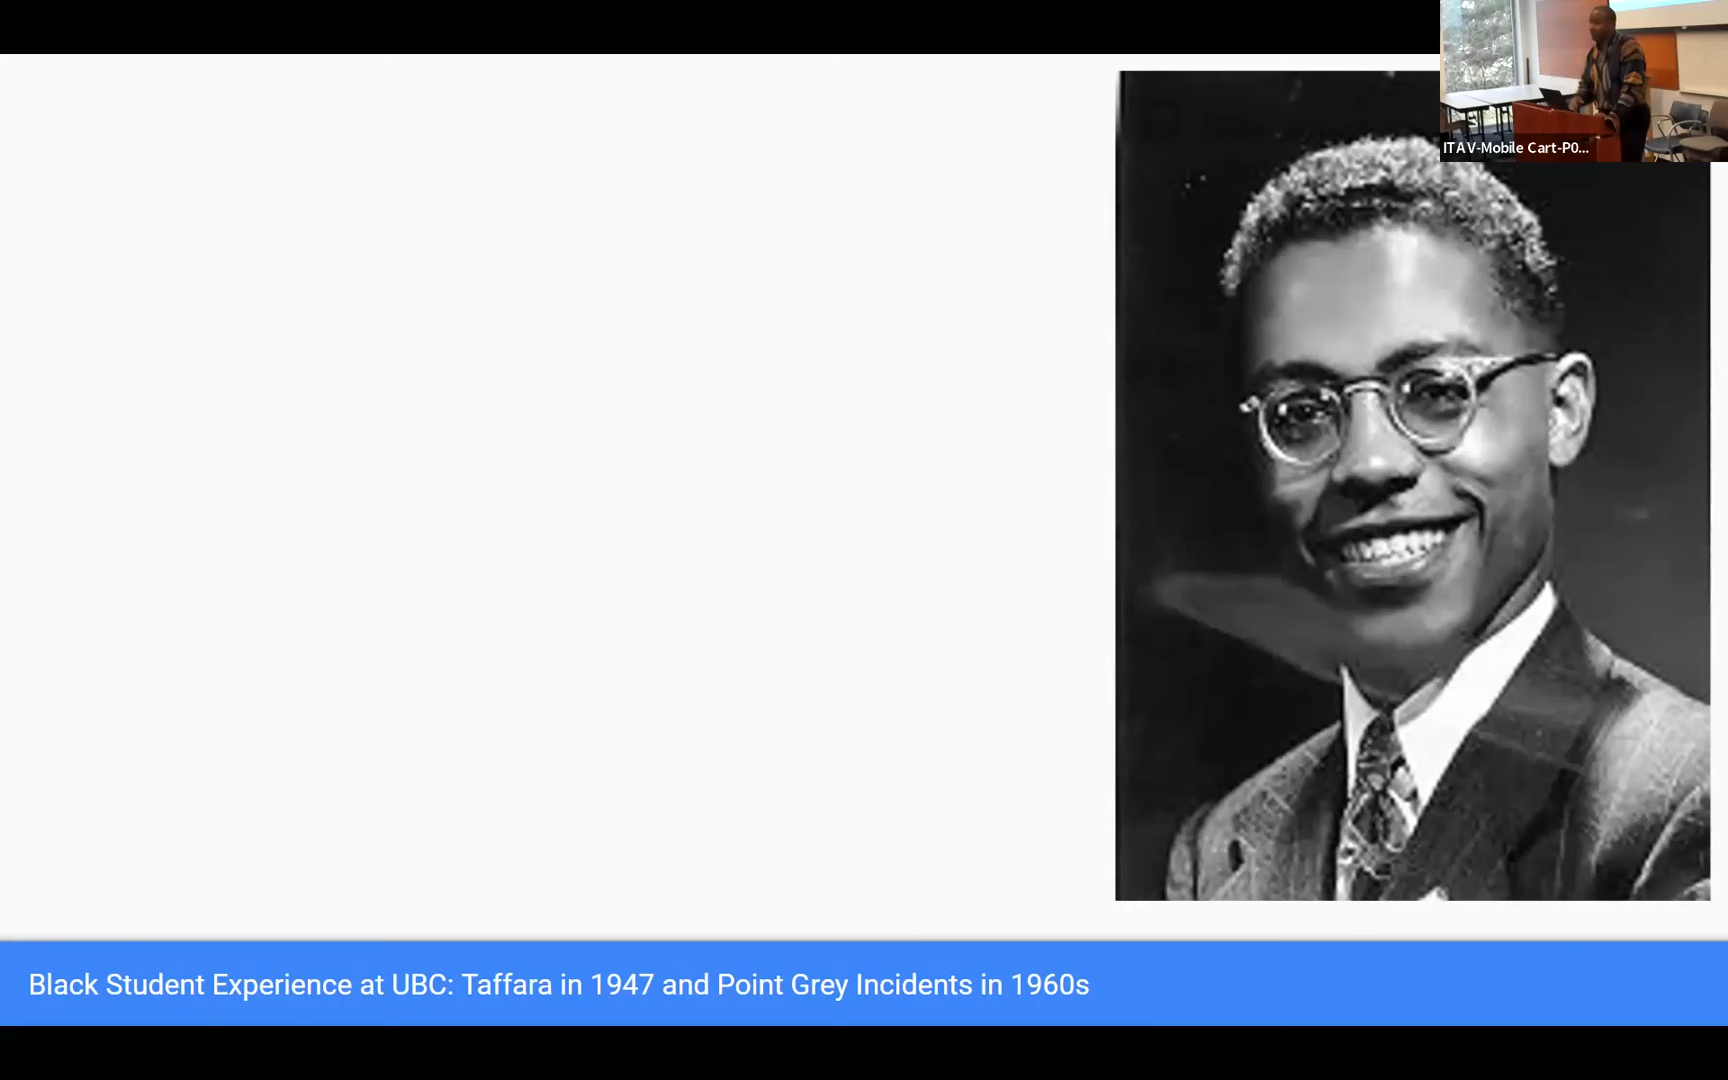 ITAV-Mobile Cart-P0...
Black Student Experience at UBC: Taffara in 1947 and Point Grey Incidents in 1960s